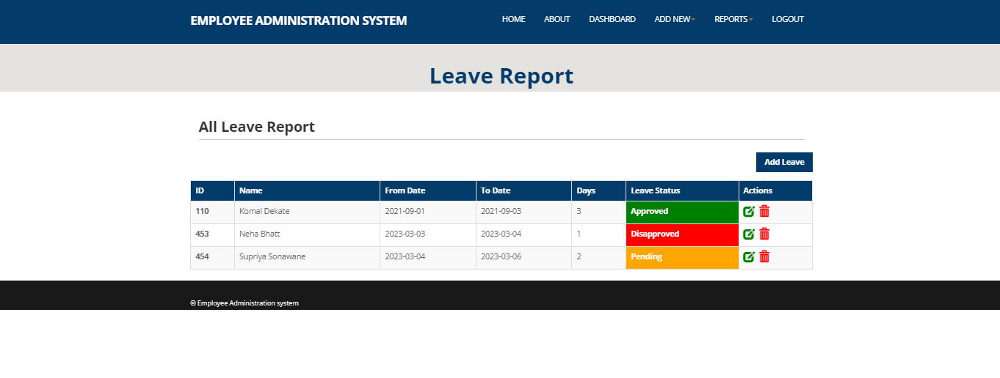 EMPLOYEE ADMINISTRATION SYSTEM HOME ABOUT DASHBOARD ADD NEW REPORTS LOGOUT
Leave Report
All Leave Report
Add Leave
ID Name From Date To Date Days Leave Status Actions
110 Komal Dekate 2021-09-01 2021-09-03 3 Approved
453 Neha Bhatt 2023-03-03 2023-03-04 1 Disapproved
454 Supriya Sonawane 2023-03-04 2023-03-06 2 Pending
© Employee Administration system